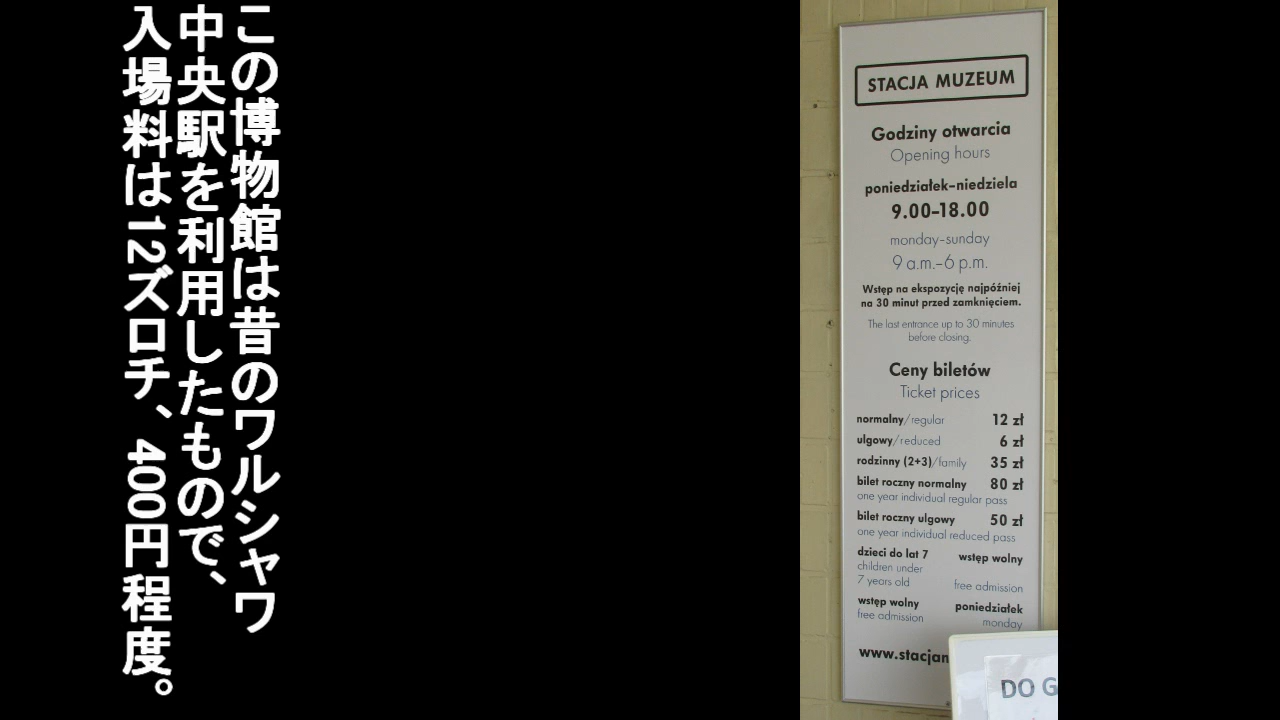 この博物館は昔のワルシャワ
中央駅を利用したもので、
入場料は12ズロチ、400円程度。
STACJA MUZEUM
Godziny otwarcia
Opening hours
poniedziałek–niedziela
9.00–18.00
monday–sunday
9 a.m.–6 p.m.
Wstęp na ekspozycję najpóźniej
na 30 minut przed zamknięciem.
The last entrance up to 30 minutes
before closing.
Ceny biletów
Ticket prices
normalny/regular 12 zł
ulgowy/reduced 6 zł
rodzinny (2+3)/family 35 zł
bilet roczny normalny 80 zł
one year individual regular pass
bilet roczny ulgowy 50 zł
one year individual reduced pass
dzieci do lat 7 wstęp wolny
children under
7 years old free admission
wstęp wolny poniedziałek
free admission monday
www.stacjan
DO G